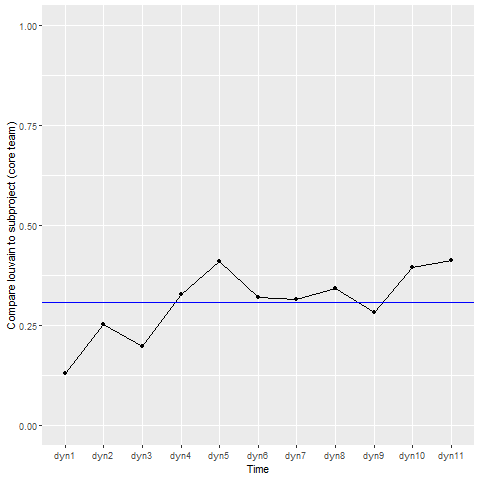 Compare louvain to subproject (core team)
1.00
0.75
0.50
0.25
0.00
dyn1 dyn2 dyn3 dyn4 dyn5 dyn6 dyn7 dyn8 dyn9 dyn10 dyn11
Time